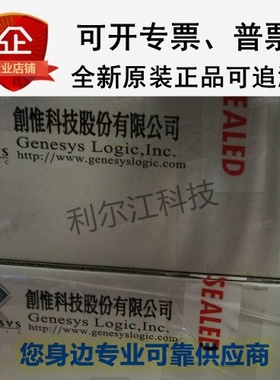 企
业店铺
可开专票、普票
全新原装正品可追溯
創惟科技股份有限公司
Genesys Logic,Inc.
http://www.genesyslogic.com
SEALED
利尔江科技
創惟科技股份有限公司
Genesys Logic,Inc.
http://www.genesyslogic.com
SEALED
您身边专业可靠供应商